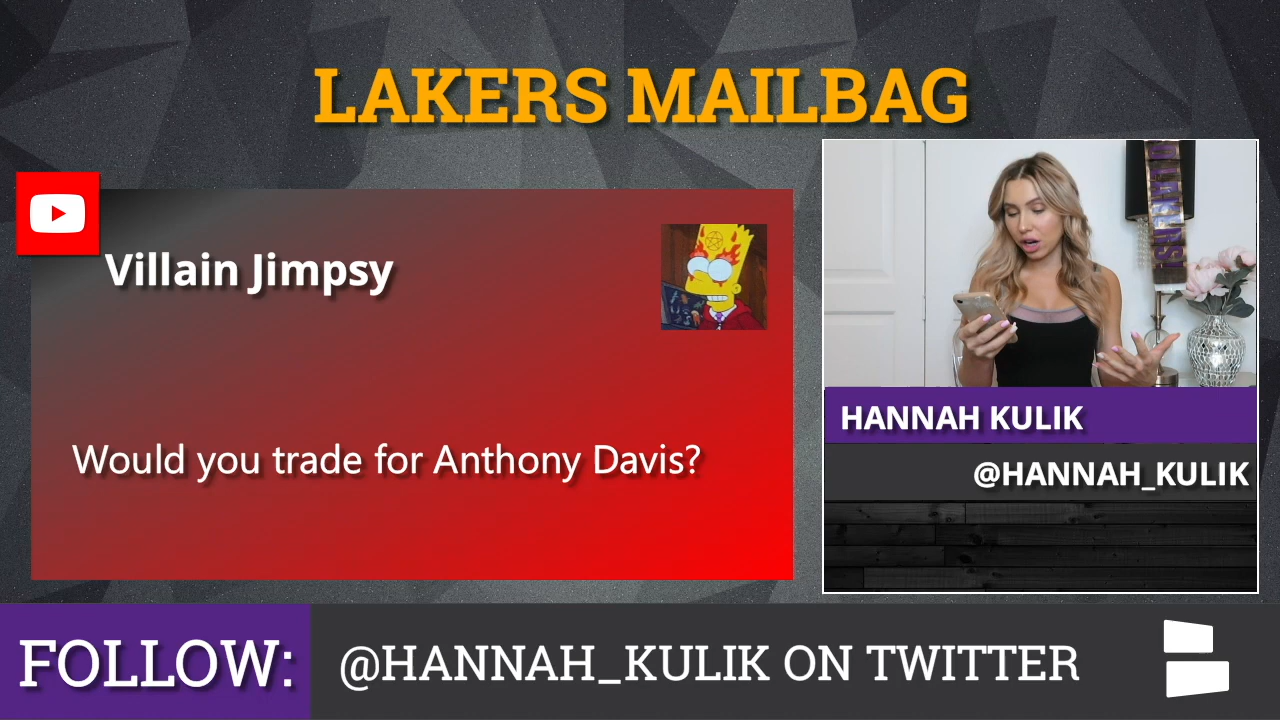 LAKERS MAILBAG
Villain Jimpsy
Would you trade for Anthony Davis?
HANNAH KULIK
@HANNAH_KULIK
FOLLOW:
@HANNAH_KULIK ON TWITTER